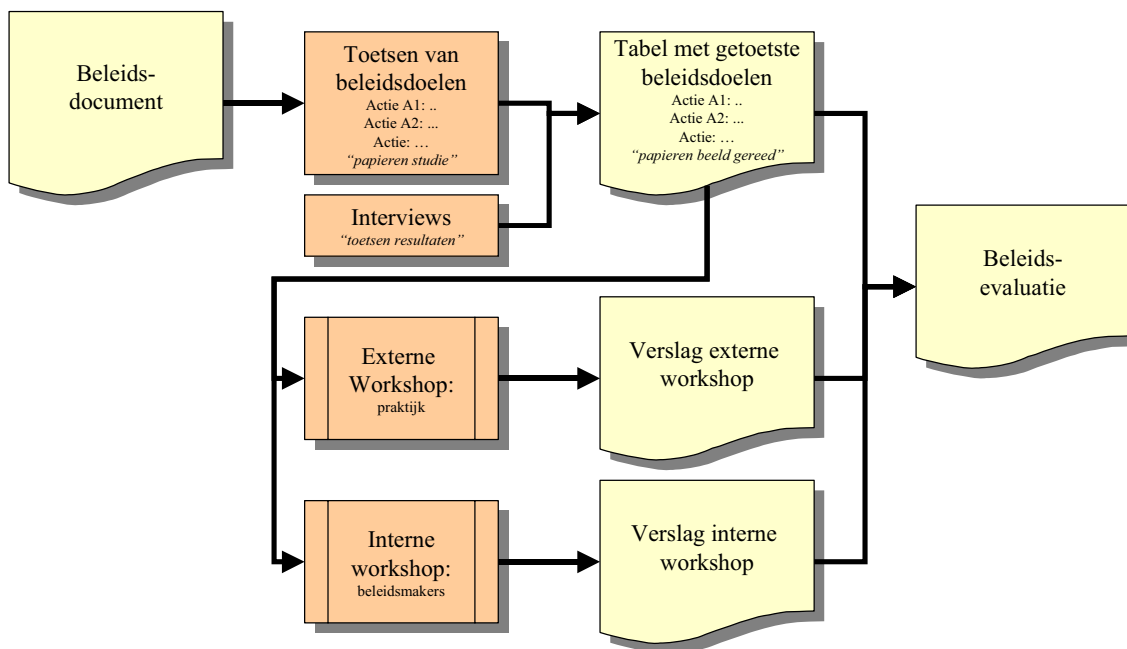 Beleids-
document
Toetsen van
beleidsdoelen
Actie A1: ..
Actie A2: ...
Actie: …
“papieren studie”
Interviews
“toetsen resultaten”
Tabel met getoetste
beleidsdoelen
Actie A1: ..
Actie A2: ...
Actie: …
“papieren beeld gereed”
Beleids-
evaluatie
Externe
Workshop:
praktijk
Verslag externe
workshop
Interne
workshop:
beleidsmakers
Verslag interne
workshop